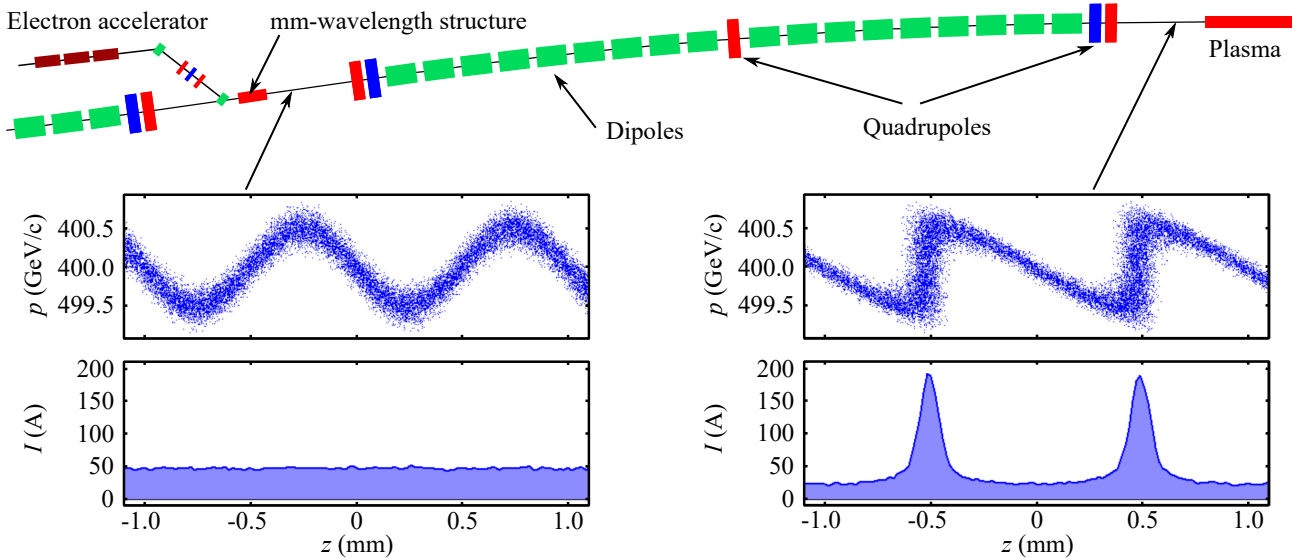 Electron accelerator
mm-wavelength structure
Plasma
Dipoles
Quadrupoles
p (GeV/c)
400.5
400.0
499.5
I (A)
200
150
100
50
0
-1.0
-0.5
0
0.5
1.0
z (mm)
p (GeV/c)
400.5
400.0
499.5
I (A)
200
150
100
50
0
-1.0
-0.5
0
0.5
1.0
z (mm)